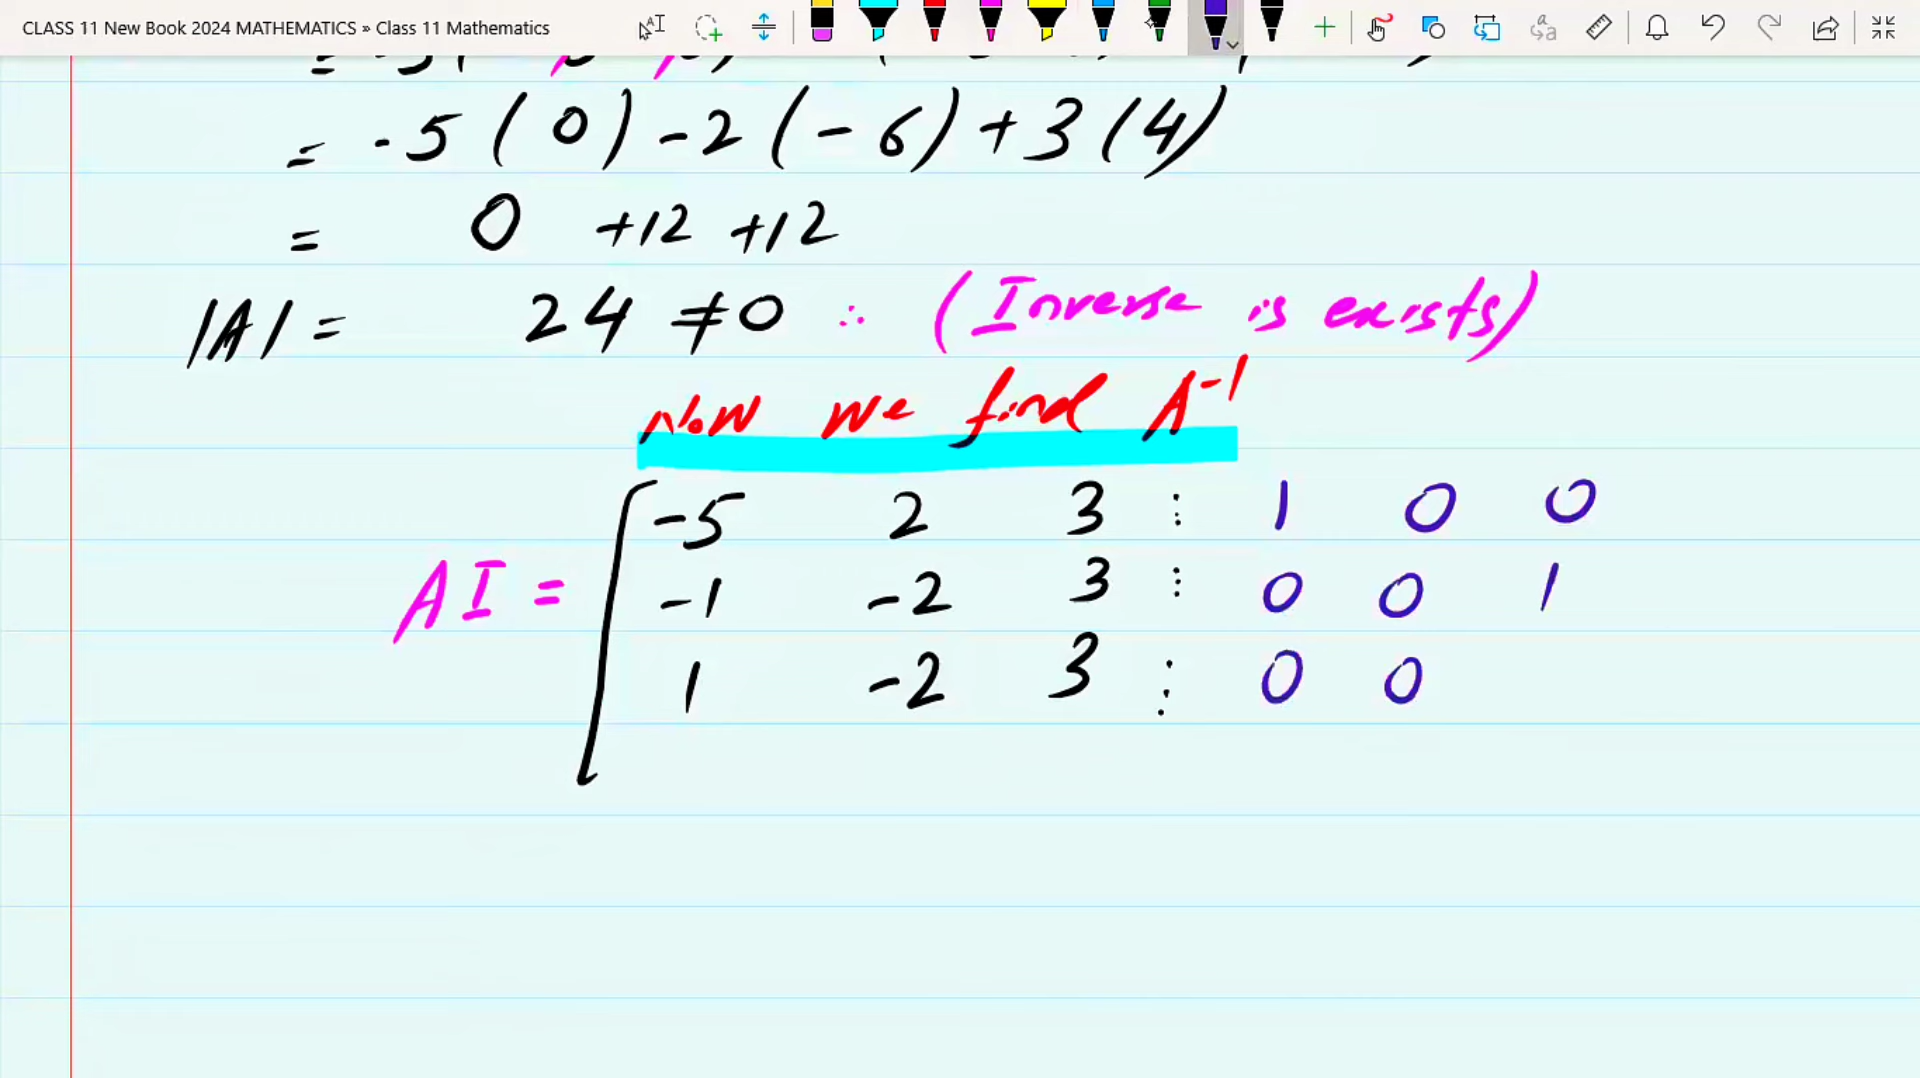 CLASS 11 New Book 2024 MATHEMATICS » Class 11 Mathematics
= -5 ( 0 ) -2 ( - 6 ) + 3 ( 4 )
= 0 +12 +12
|A| = 24 ≠ 0 ∴ (Inverse is exists)
Now we find A⁻¹
-5 2 3 ⋮ 1 0 0
AI = [ -1 -2 3 ⋮ 0 0 1
1 -2 3 ⋮ 0 0